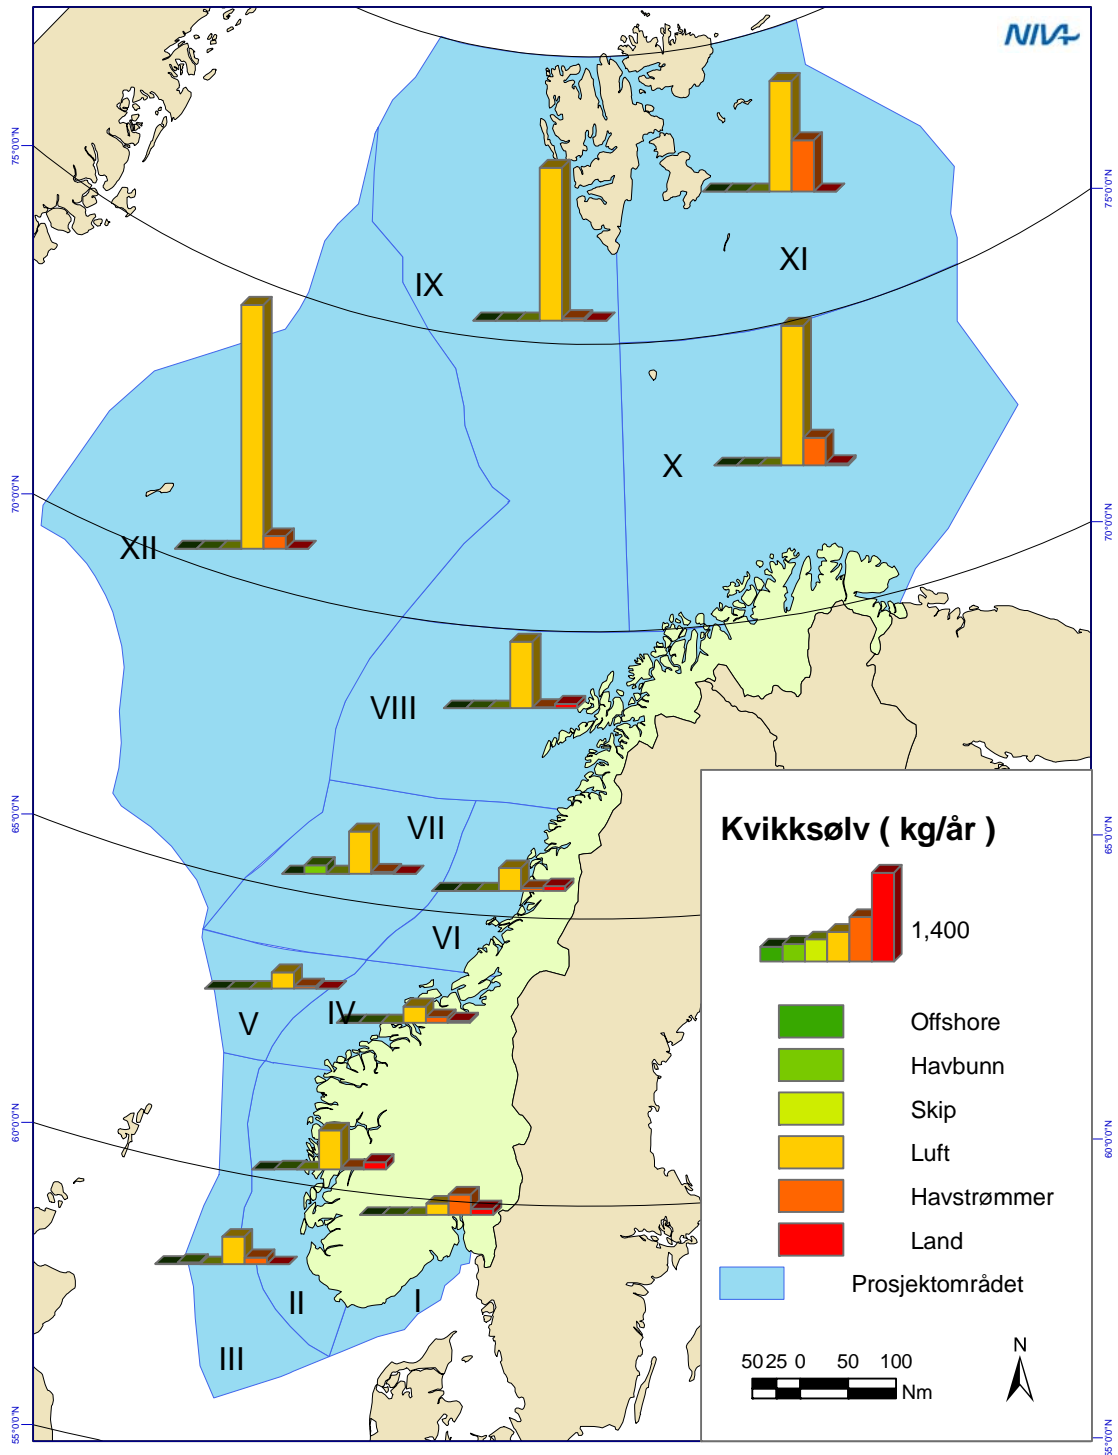 NIVA
75°0'0"N
75°0'0"N
XI
IX
X
70°0'0"N
70°0'0"N
XII
VIII
65°0'0"N
65°0'0"N
VII
VI
V
IV
60°0'0"N
60°0'0"N
II
I
III
55°0'0"N
55°0'0"N
Kvikksølv ( kg/år )
1,400
Offshore
Havbunn
Skip
Luft
Havstrømmer
Land
Prosjektområdet
50 25 0 50 100
Nm
N